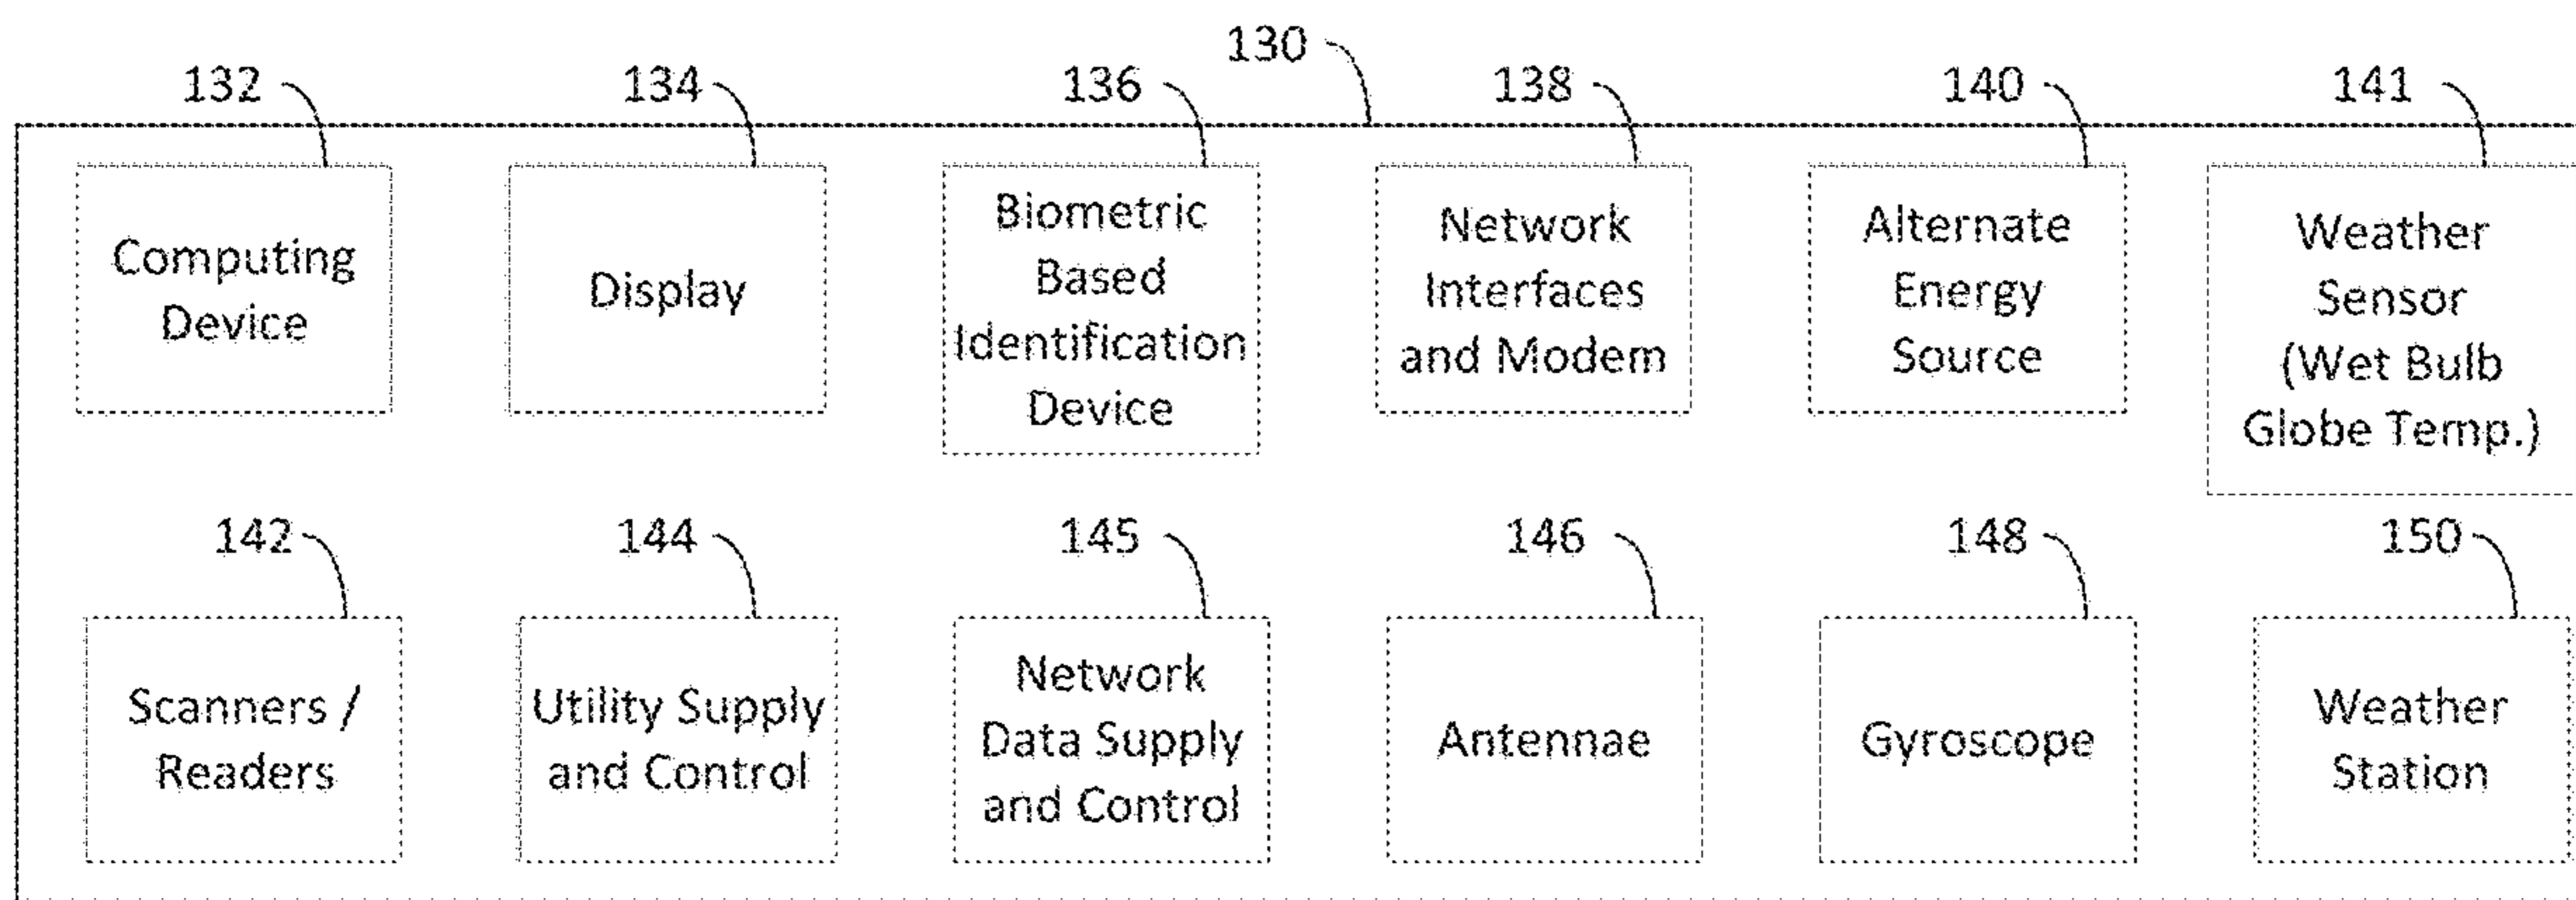 130
132
134
136
138
140
141
Computing
Device
Display
Biometric
Based
Identification
Device
Network
Interfaces
and Modem
Alternate
Energy
Source
Weather
Sensor
(Wet Bulb
Globe Temp.)
142
144
145
146
148
150
Scanners /
Readers
Utility Supply
and Control
Network
Data Supply
and Control
Antennae
Gyroscope
Weather
Station